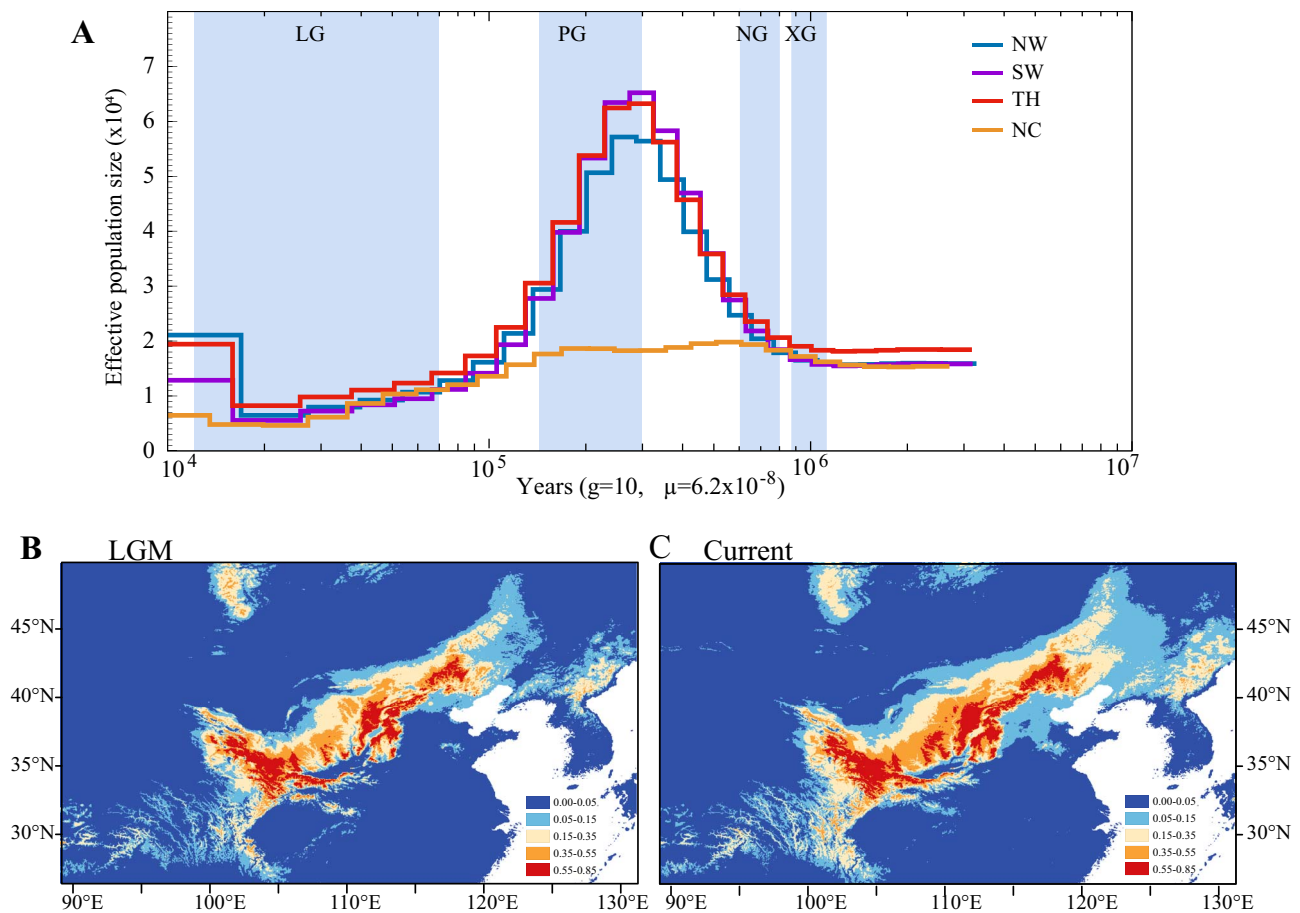 A
LG
PG
NG
XG
NW
SW
TH
NC
Effective population size (x10⁴)
7
6
5
4
3
2
1
0
10⁴
10⁵
10⁶
10⁷
Years (g=10, μ=6.2x10⁻⁸)
B
LGM
C
Current
45°N
40°N
35°N
30°N
0.00-0.05
0.05-0.15
0.15-0.35
0.35-0.55
0.55-0.85
90°E
100°E
110°E
120°E
130°E
0.00-0.05
0.05-0.15
0.15-0.35
0.35-0.55
0.55-0.85
45°N
40°N
35°N
30°N
90°E
100°E
110°E
120°E
130°E